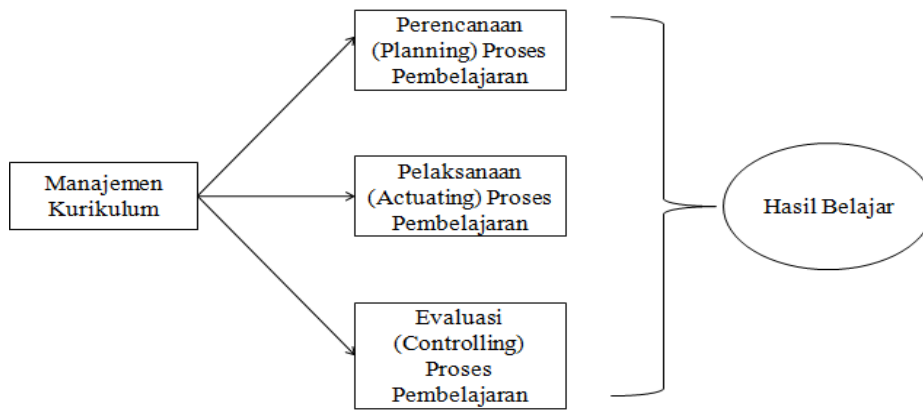 Perencanaan
(Planning) Proses
Pembelajaran
Manajemen
Kurikulum
Pelaksanaan
(Actuating) Proses
Pembelajaran
Hasil Belajar
Evaluasi
(Controlling)
Proses
Pembelajaran